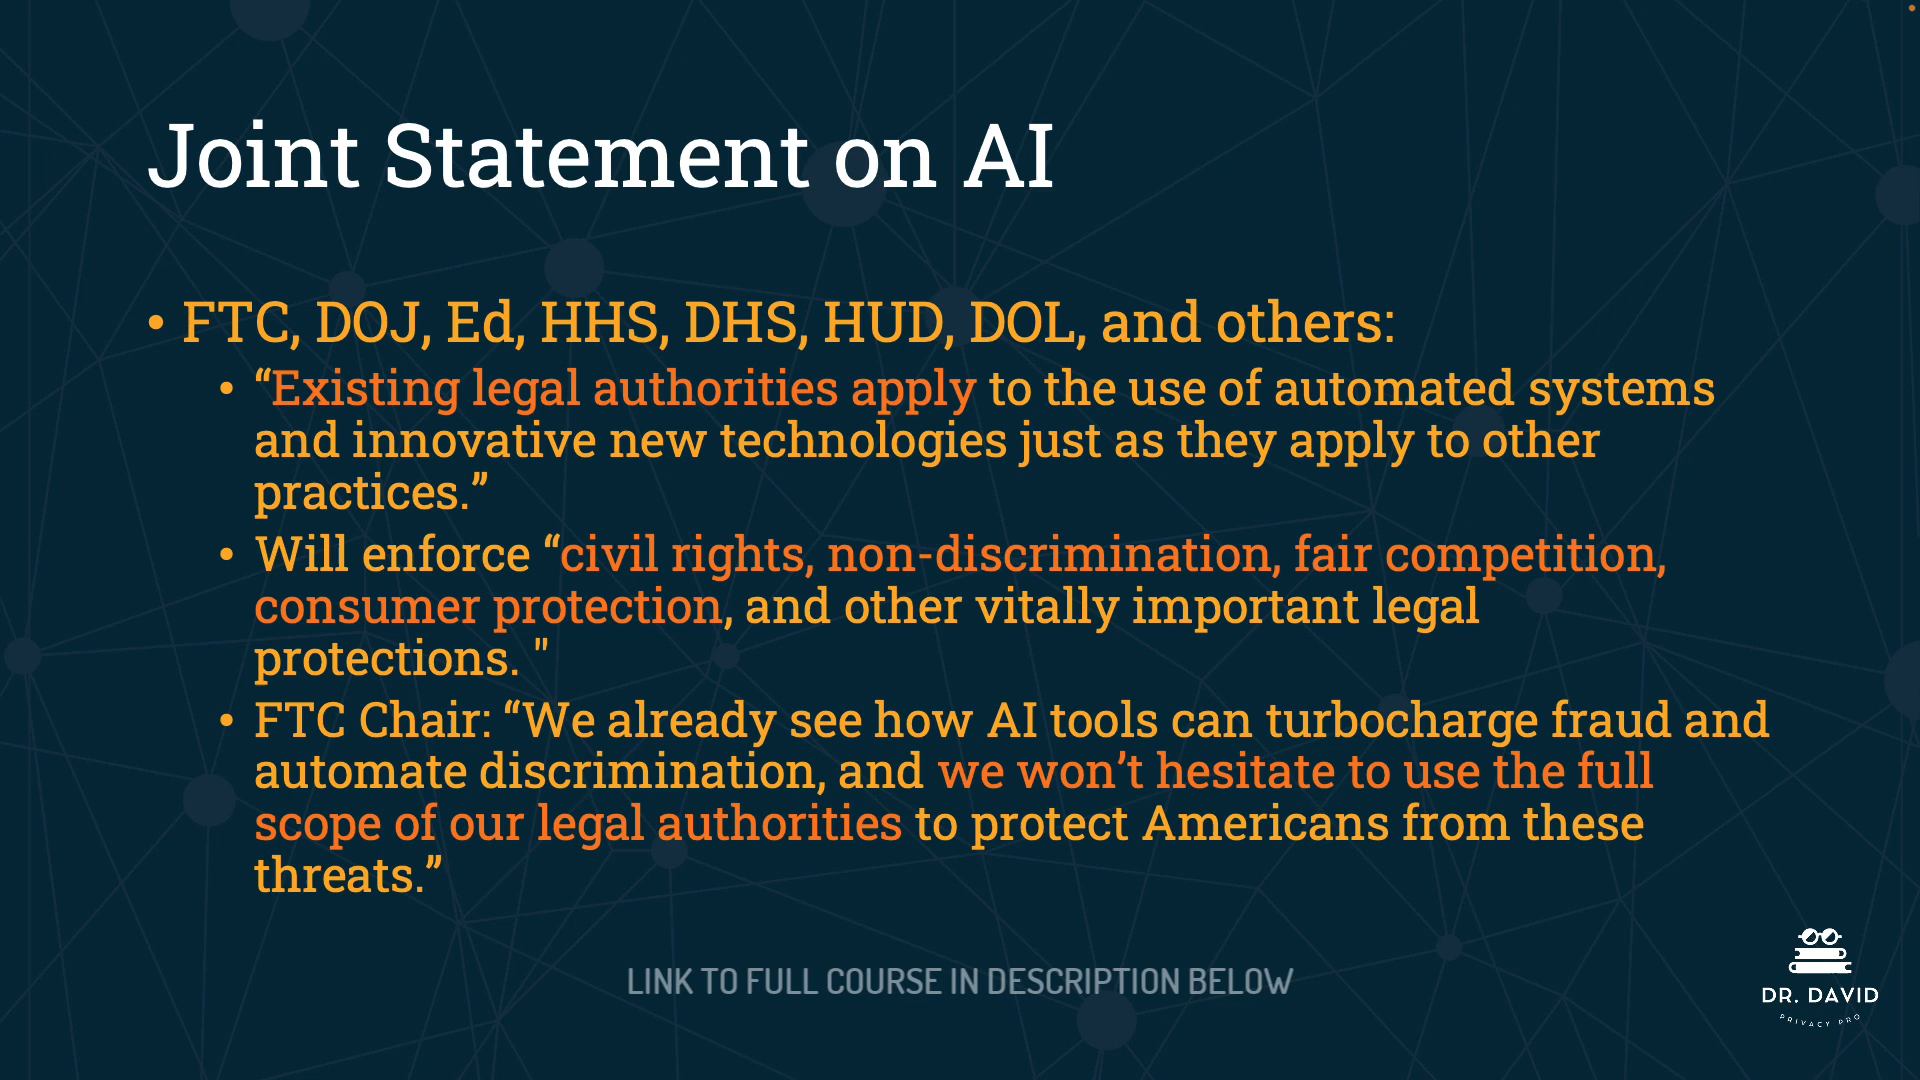 Joint Statement on AI
• FTC, DOJ, Ed, HHS, DHS, HUD, DOL, and others:
• “Existing legal authorities apply to the use of automated systems
and innovative new technologies just as they apply to other
practices.”
• Will enforce “civil rights, non-discrimination, fair competition,
consumer protection, and other vitally important legal
protections. "
• FTC Chair: “We already see how AI tools can turbocharge fraud and
automate discrimination, and we won’t hesitate to use the full
scope of our legal authorities to protect Americans from these
threats.”
LINK TO FULL COURSE IN DESCRIPTION BELOW
DR. DAVID
PRIVACY PRO